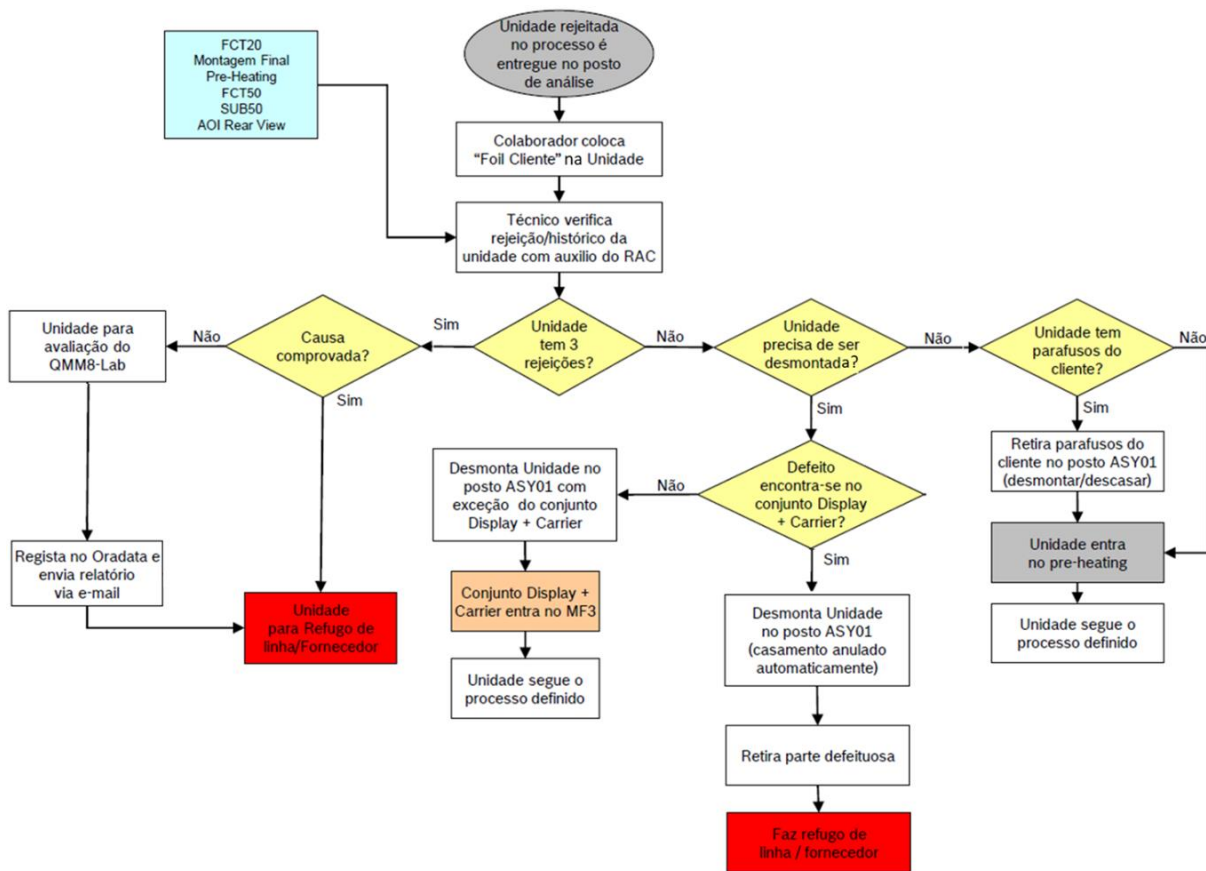 Unidade rejeitada
no processo é
entregue no posto
de análise
FCT20
Montagem Final
Pre-Heating
FCT50
SUB50
AOI Rear View
Colaborador coloca
“Foil Cliente” na Unidade
Técnico verifica
rejeição/histórico da
unidade com auxilio do RAC
Unidade para
avaliação do
QMM8-Lab
Não
Causa
comprovada?
Sim
Unidade
tem 3
rejeições?
Não
Unidade
precisa de ser
desmontada?
Não
Unidade tem
parafusos do
cliente?
Não
Sim
Sim
Sim
Desmonta Unidade no
posto ASY01 com
exceção do conjunto
Display + Carrier
Não
Defeito
encontra-se no
conjunto Display
+ Carrier?
Retira parafusos do
cliente no posto ASY01
(desmontar/descasar)
Regista no Oradata e
envia relatório
via e-mail
Unidade
para Refugo de
linha/Fornecedor
Conjunto Display +
Carrier entra no MF3
Sim
Unidade entra
no pre-heating
Unidade segue o
processo definido
Desmonta Unidade
no posto ASY01
(casamento anulado
automaticamente)
Unidade segue o
processo definido
Retira parte defeituosa
Faz refugo de
linha / fornecedor